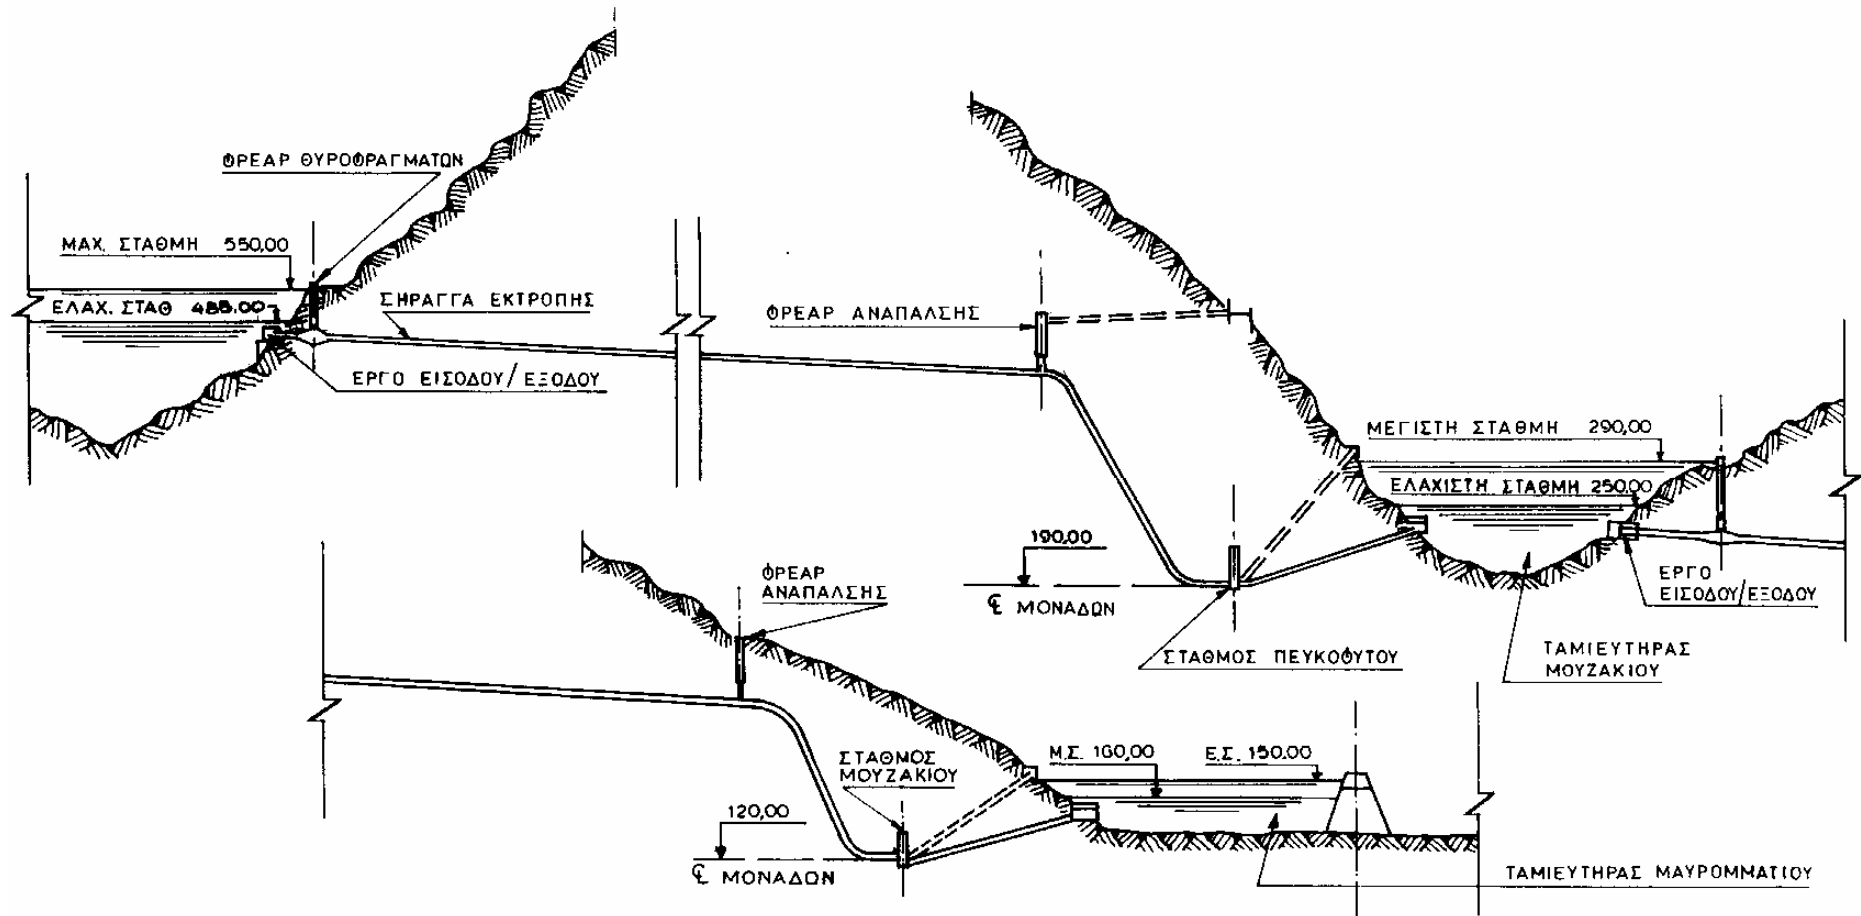 ΦΡΕΑΡ ΘΥΡΟΦΡΑΓΜΑΤΩΝ
ΜΑΧ. ΣΤΑΘΜΗ 550,00
ΕΛΑΧ. ΣΤΑΘ 488.00
ΣΗΡΑΓΓΑ ΕΚΤΡΟΠΗΣ
ΕΡΓΟ ΕΙΣΟΔΟΥ/ΕΞΟΔΟΥ
ΦΡΕΑΡ ΑΝΑΠΑΛΣΗΣ
ΜΕΓΙΣΤΗ ΣΤΑΘΜΗ 290,00
ΕΛΑΧΙΣΤΗ ΣΤΑΘΜΗ 250.00
190,00
℄ ΜΟΝΑΔΩΝ
ΕΡΓΟ
ΕΙΣΟΔΟΥ/ΕΞΟΔΟΥ
ΣΤΑΘΜΟΣ ΠΕΥΚΟΦΥΤΟΥ
ΤΑΜΙΕΥΤΗΡΑΣ
ΜΟΥΖΑΚΙΟΥ
ΦΡΕΑΡ
ΑΝΑΠΑΛΣΗΣ
ΣΤΑΘΜΟΣ
ΜΟΥΖΑΚΙΟΥ
Μ.Σ. 160,00
Ε.Σ. 150.00
120,00
℄ ΜΟΝΑΔΩΝ
ΤΑΜΙΕΥΤΗΡΑΣ ΜΑΥΡΟΜΜΑΤΙΟΥ